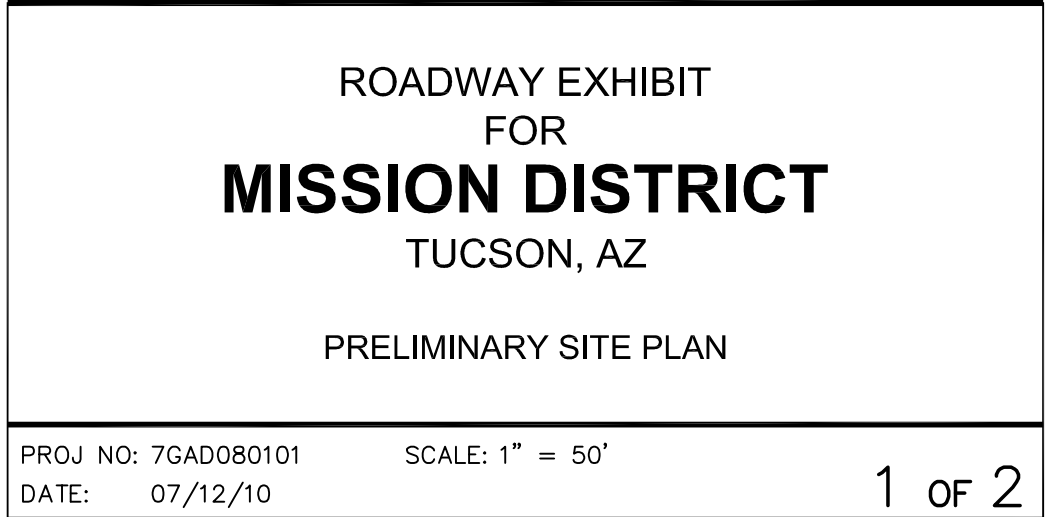 ROADWAY EXHIBIT
FOR
MISSION DISTRICT
TUCSON, AZ
PRELIMINARY SITE PLAN
PROJ NO: 7GAD080101 SCALE: 1" = 50'
DATE: 07/12/10
1 OF 2